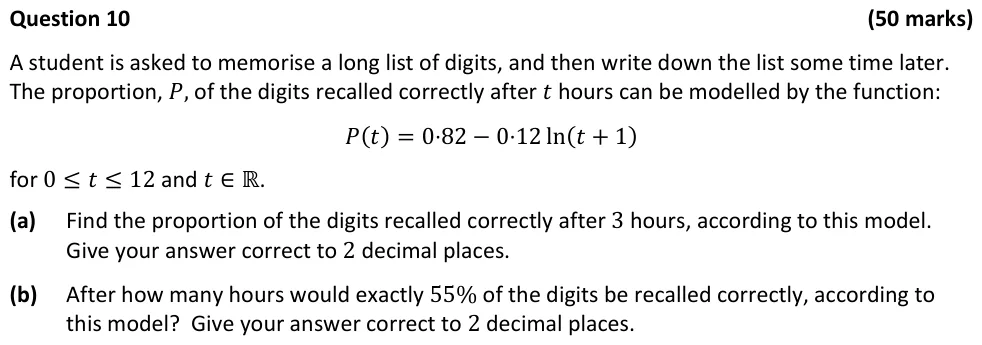 Question 10 (50 marks)
A student is asked to memorise a long list of digits, and then write down the list some time later.
The proportion, P, of the digits recalled correctly after t hours can be modelled by the function:
P(t) = 0·82 − 0·12 ln(t + 1)
for 0 ≤ t ≤ 12 and t ∈ ℝ.
(a) Find the proportion of the digits recalled correctly after 3 hours, according to this model.
Give your answer correct to 2 decimal places.
(b) After how many hours would exactly 55% of the digits be recalled correctly, according to
this model? Give your answer correct to 2 decimal places.